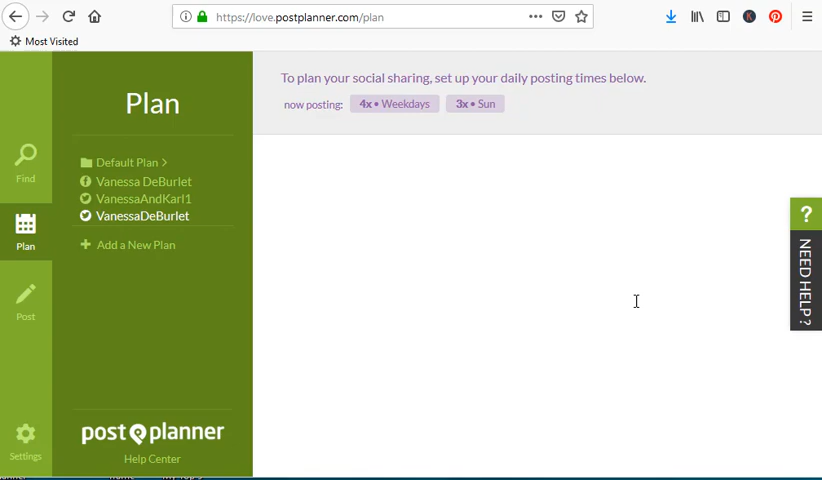 https://love.postplanner.com/plan
Most Visited
To plan your social sharing, set up your daily posting times below.
now posting: 4x • Weekdays 3x • Sun
Plan
Default Plan >
Vanessa DeBurlet
VanessaAndKarl1
VanessaDeBurlet
+ Add a New Plan
Find
Plan
Post
Settings
post planner
Help Center
?
NEED HELP?